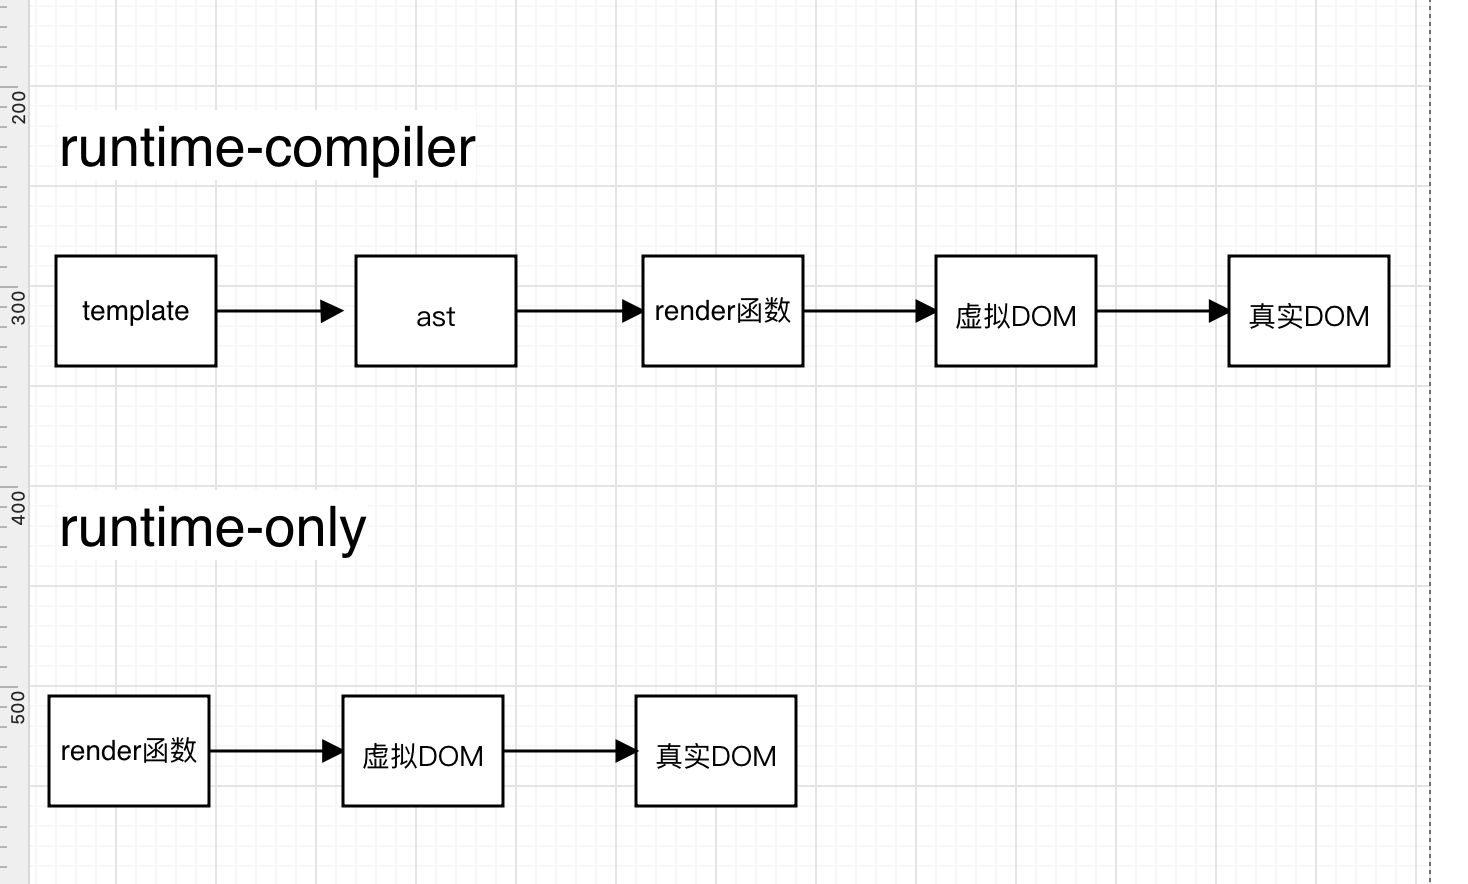 200
runtime-compiler
300
template
ast
render函数
虚拟DOM
真实DOM
400
runtime-only
500
render函数
虚拟DOM
真实DOM